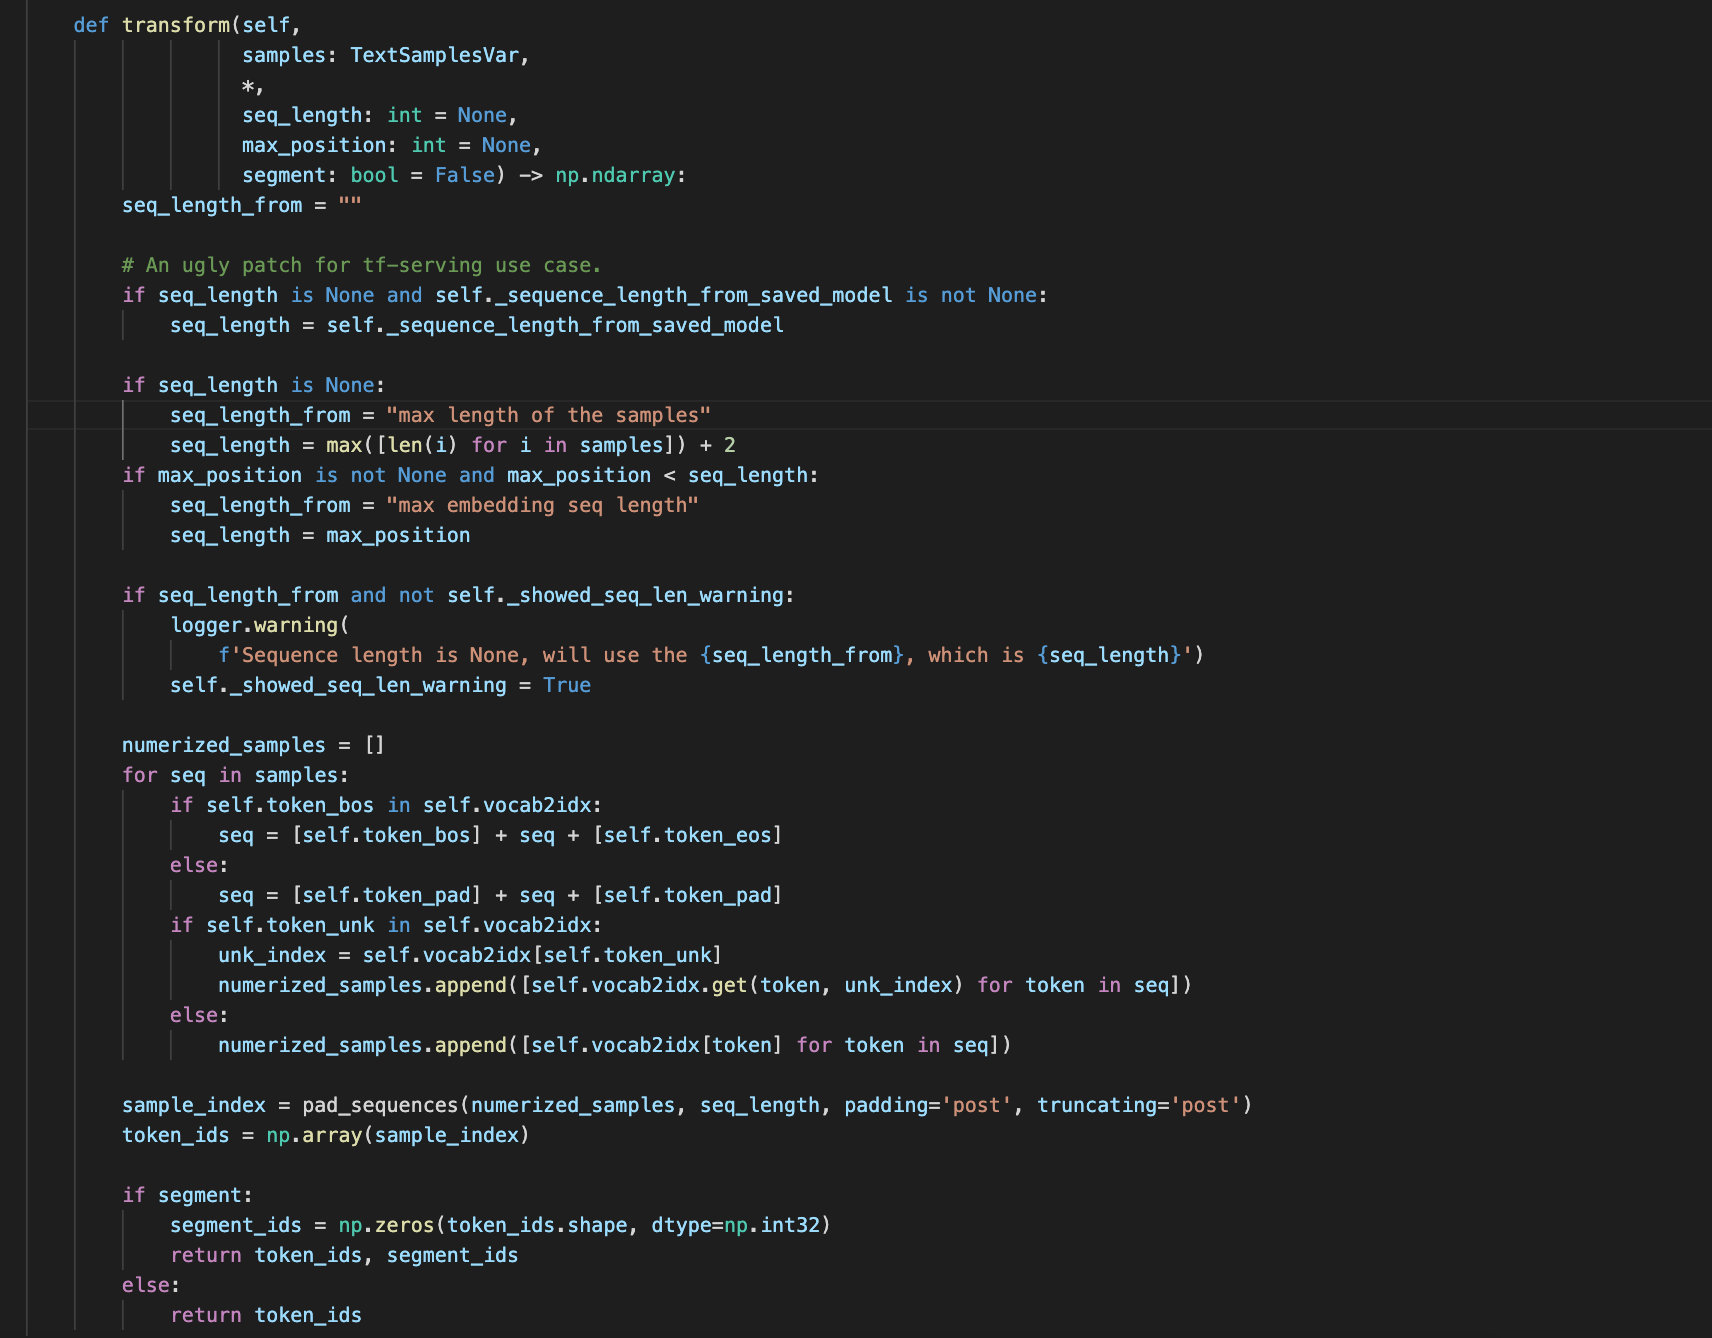 def transform(self,
              samples: TextSamplesVar,
              *,
              seq_length: int = None,
              max_position: int = None,
              segment: bool = False) -> np.ndarray:
    seq_length_from = ""

    # An ugly patch for tf-serving use case.
    if seq_length is None and self._sequence_length_from_saved_model is not None:
        seq_length = self._sequence_length_from_saved_model

    if seq_length is None:
        seq_length_from = "max length of the samples"
        seq_length = max([len(i) for i in samples]) + 2
    if max_position is not None and max_position < seq_length:
        seq_length_from = "max embedding seq length"
        seq_length = max_position

    if seq_length_from and not self._showed_seq_len_warning:
        logger.warning(
            f'Sequence length is None, will use the {seq_length_from}, which is {seq_length}')
        self._showed_seq_len_warning = True

    numerized_samples = []
    for seq in samples:
        if self.token_bos in self.vocab2idx:
            seq = [self.token_bos] + seq + [self.token_eos]
        else:
            seq = [self.token_pad] + seq + [self.token_pad]
        if self.token_unk in self.vocab2idx:
            unk_index = self.vocab2idx[self.token_unk]
            numerized_samples.append([self.vocab2idx.get(token, unk_index) for token in seq])
        else:
            numerized_samples.append([self.vocab2idx[token] for token in seq])

    sample_index = pad_sequences(numerized_samples, seq_length, padding='post', truncating='post')
    token_ids = np.array(sample_index)

    if segment:
        segment_ids = np.zeros(token_ids.shape, dtype=np.int32)
        return token_ids, segment_ids
    else:
        return token_ids